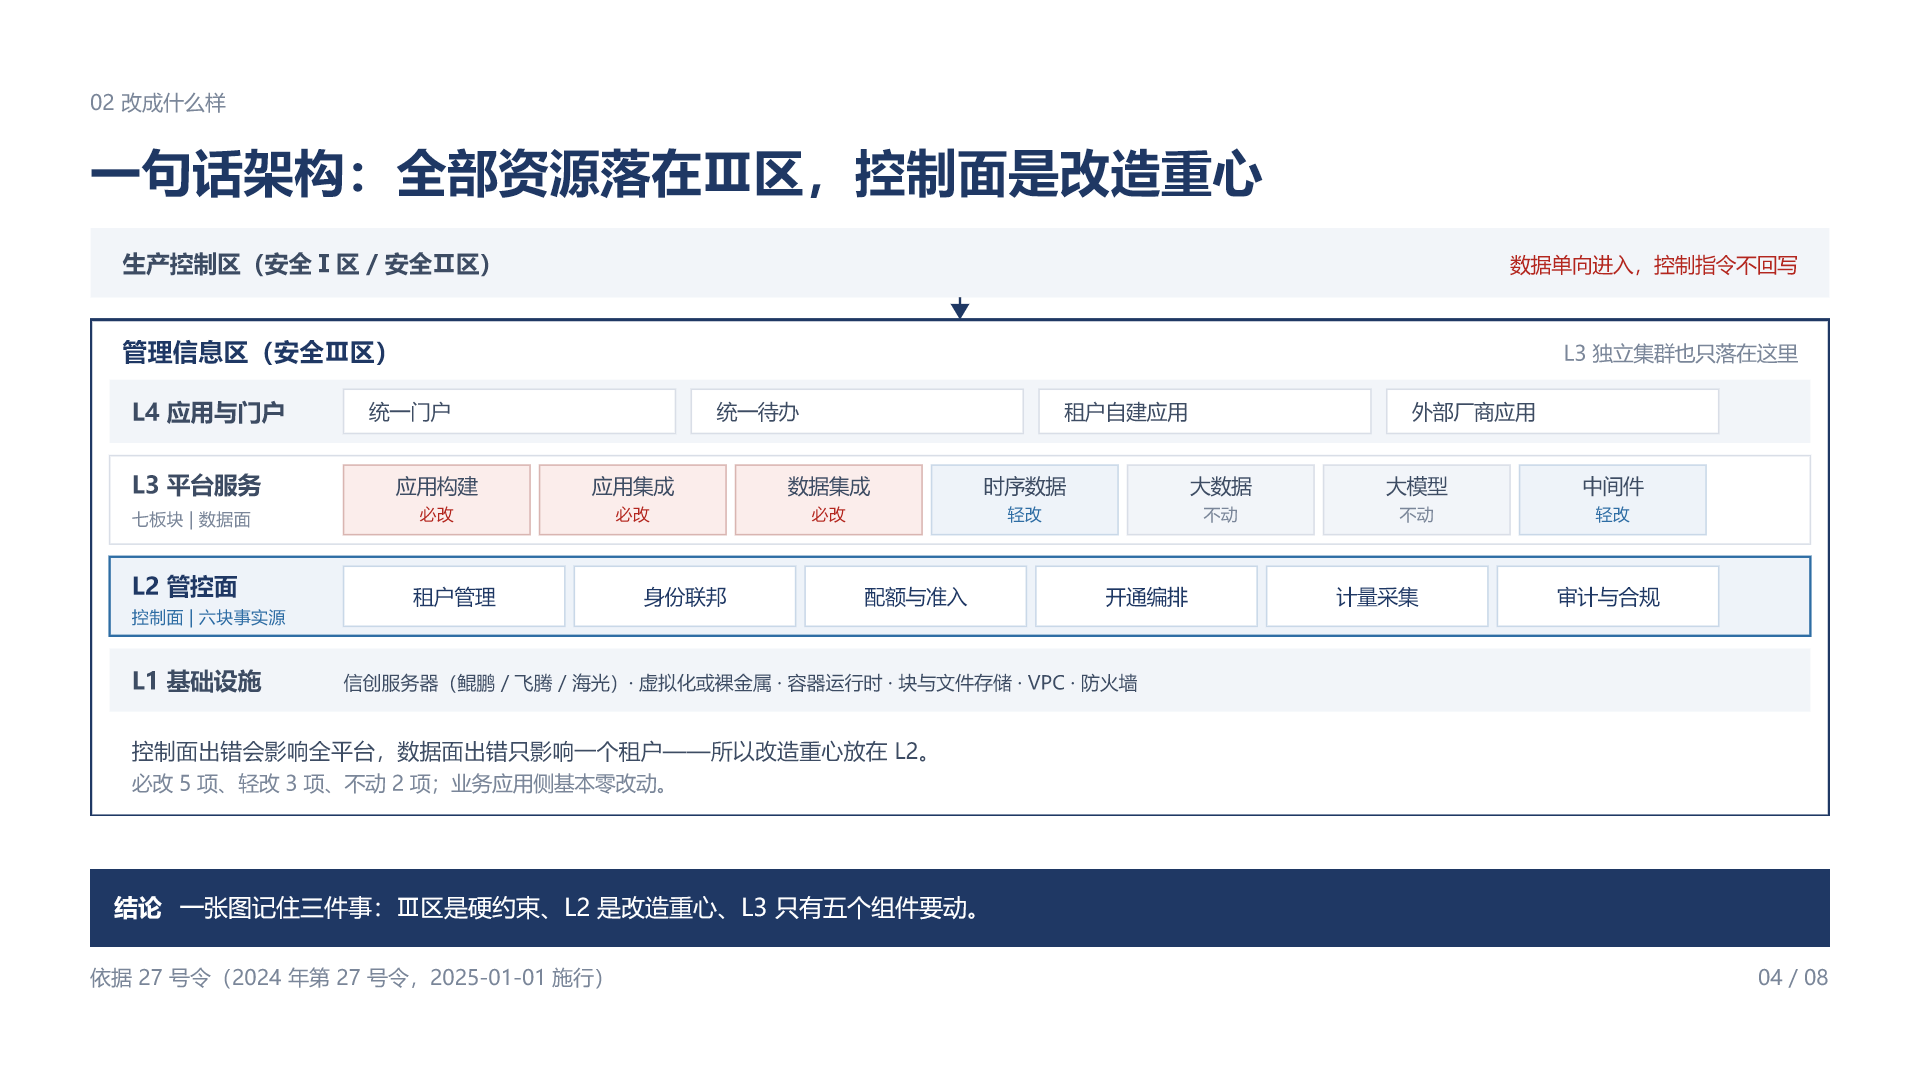 02 改成什么样
一句话架构：全部资源落在Ⅲ区，控制面是改造重心
生产控制区（安全Ⅰ区 / 安全Ⅱ区）
数据单向进入，控制指令不回写
管理信息区（安全Ⅲ区）
L3 独立集群也只落在这里
L4 应用与门户
统一门户
统一待办
租户自建应用
外部厂商应用
L3 平台服务
七板块 | 数据面
应用构建
必改
应用集成
必改
数据集成
必改
时序数据
轻改
大数据
不动
大模型
不动
中间件
轻改
L2 管控面
控制面 | 六块事实源
租户管理
身份联邦
配额与准入
开通编排
计量采集
审计与合规
L1 基础设施
信创服务器（鲲鹏 / 飞腾 / 海光）· 虚拟化或裸金属 · 容器运行时 · 块与文件存储 · VPC · 防火墙
控制面出错会影响全平台，数据面出错只影响一个租户——所以改造重心放在 L2。
必改 5 项、轻改 3 项、不动 2 项；业务应用侧基本零改动。
结论 一张图记住三件事：Ⅲ区是硬约束、L2 是改造重心、L3 只有五个组件要动。
依据 27 号令（2024 年第 27 号令，2025-01-01 施行）
04 / 08